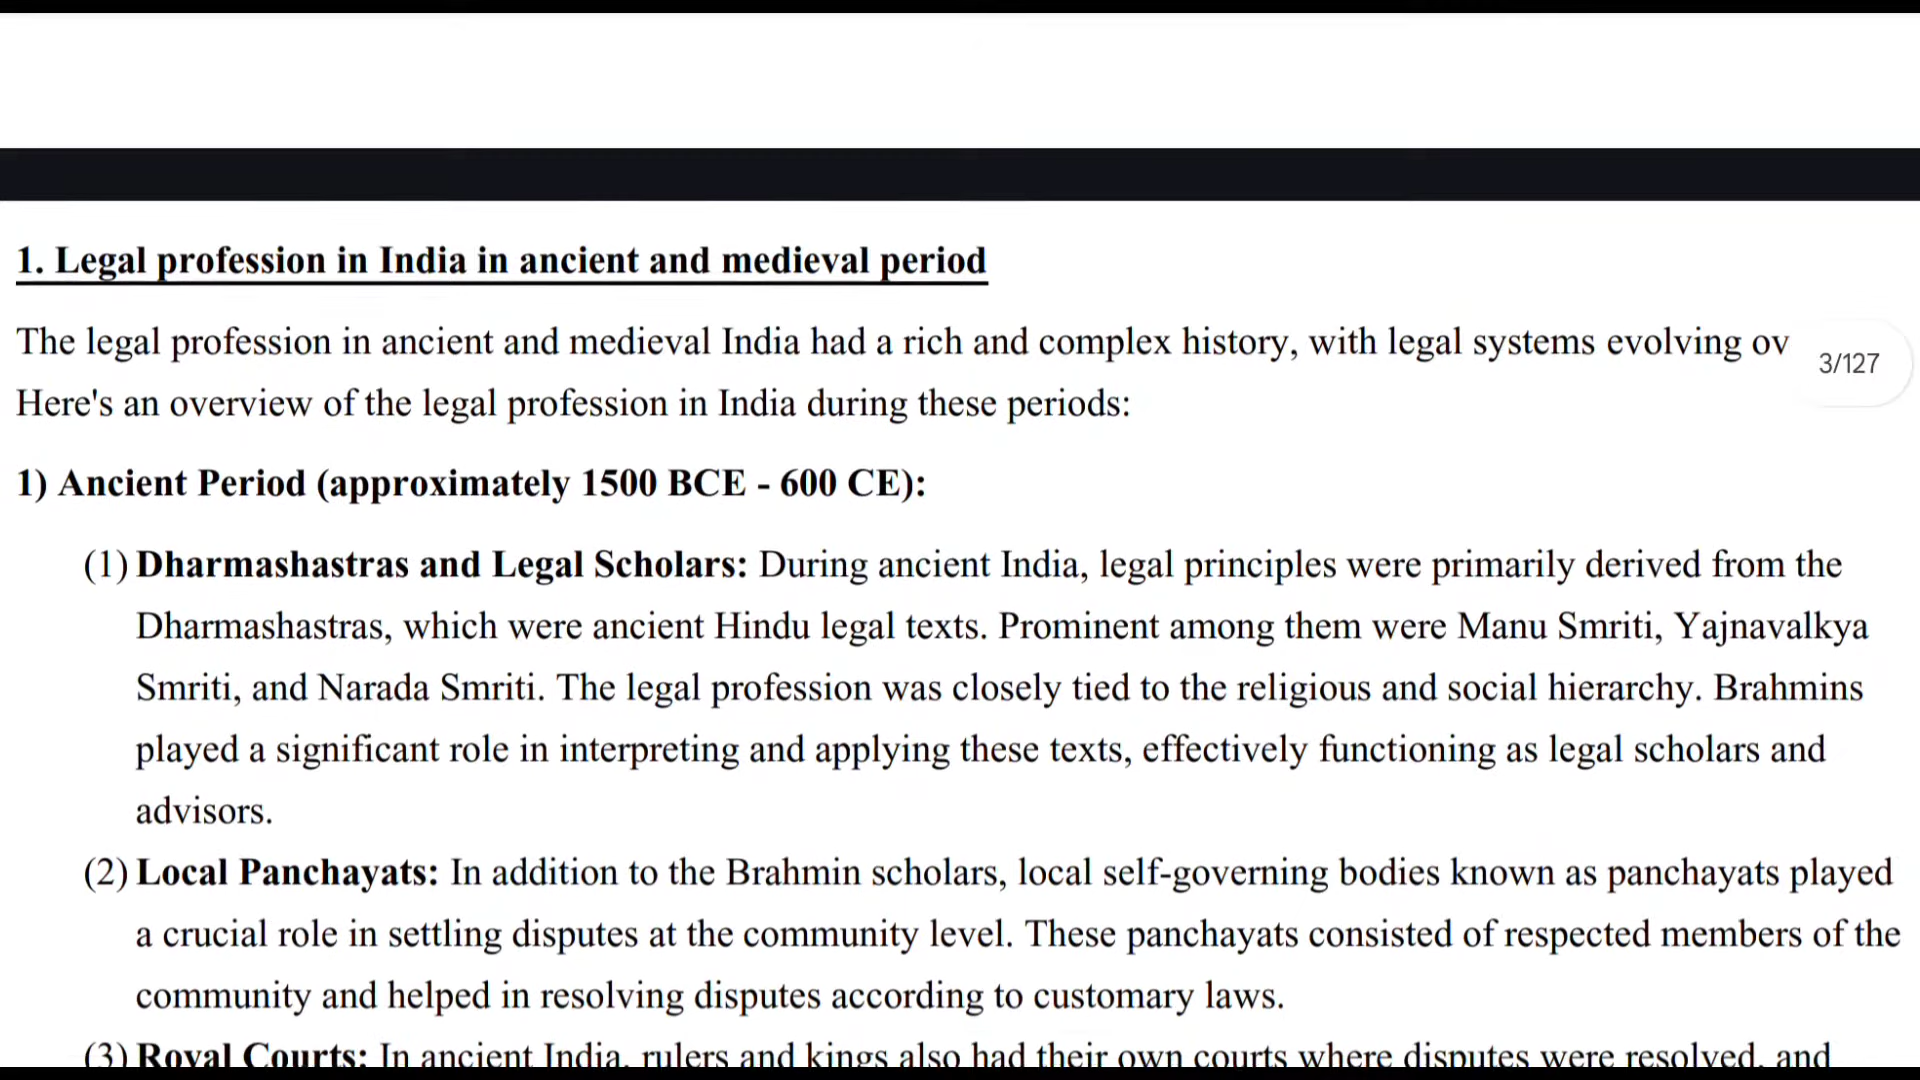 1. Legal profession in India in ancient and medieval period
The legal profession in ancient and medieval India had a rich and complex history, with legal systems evolving ov
3/127
Here's an overview of the legal profession in India during these periods:
1) Ancient Period (approximately 1500 BCE - 600 CE):
(1) Dharmashastras and Legal Scholars: During ancient India, legal principles were primarily derived from the
Dharmashastras, which were ancient Hindu legal texts. Prominent among them were Manu Smriti, Yajnavalkya
Smriti, and Narada Smriti. The legal profession was closely tied to the religious and social hierarchy. Brahmins
played a significant role in interpreting and applying these texts, effectively functioning as legal scholars and
advisors.
(2) Local Panchayats: In addition to the Brahmin scholars, local self-governing bodies known as panchayats played
a crucial role in settling disputes at the community level. These panchayats consisted of respected members of the
community and helped in resolving disputes according to customary laws.
(3) Royal Courts: In ancient India, rulers and kings also had their own courts where disputes were resolved, and